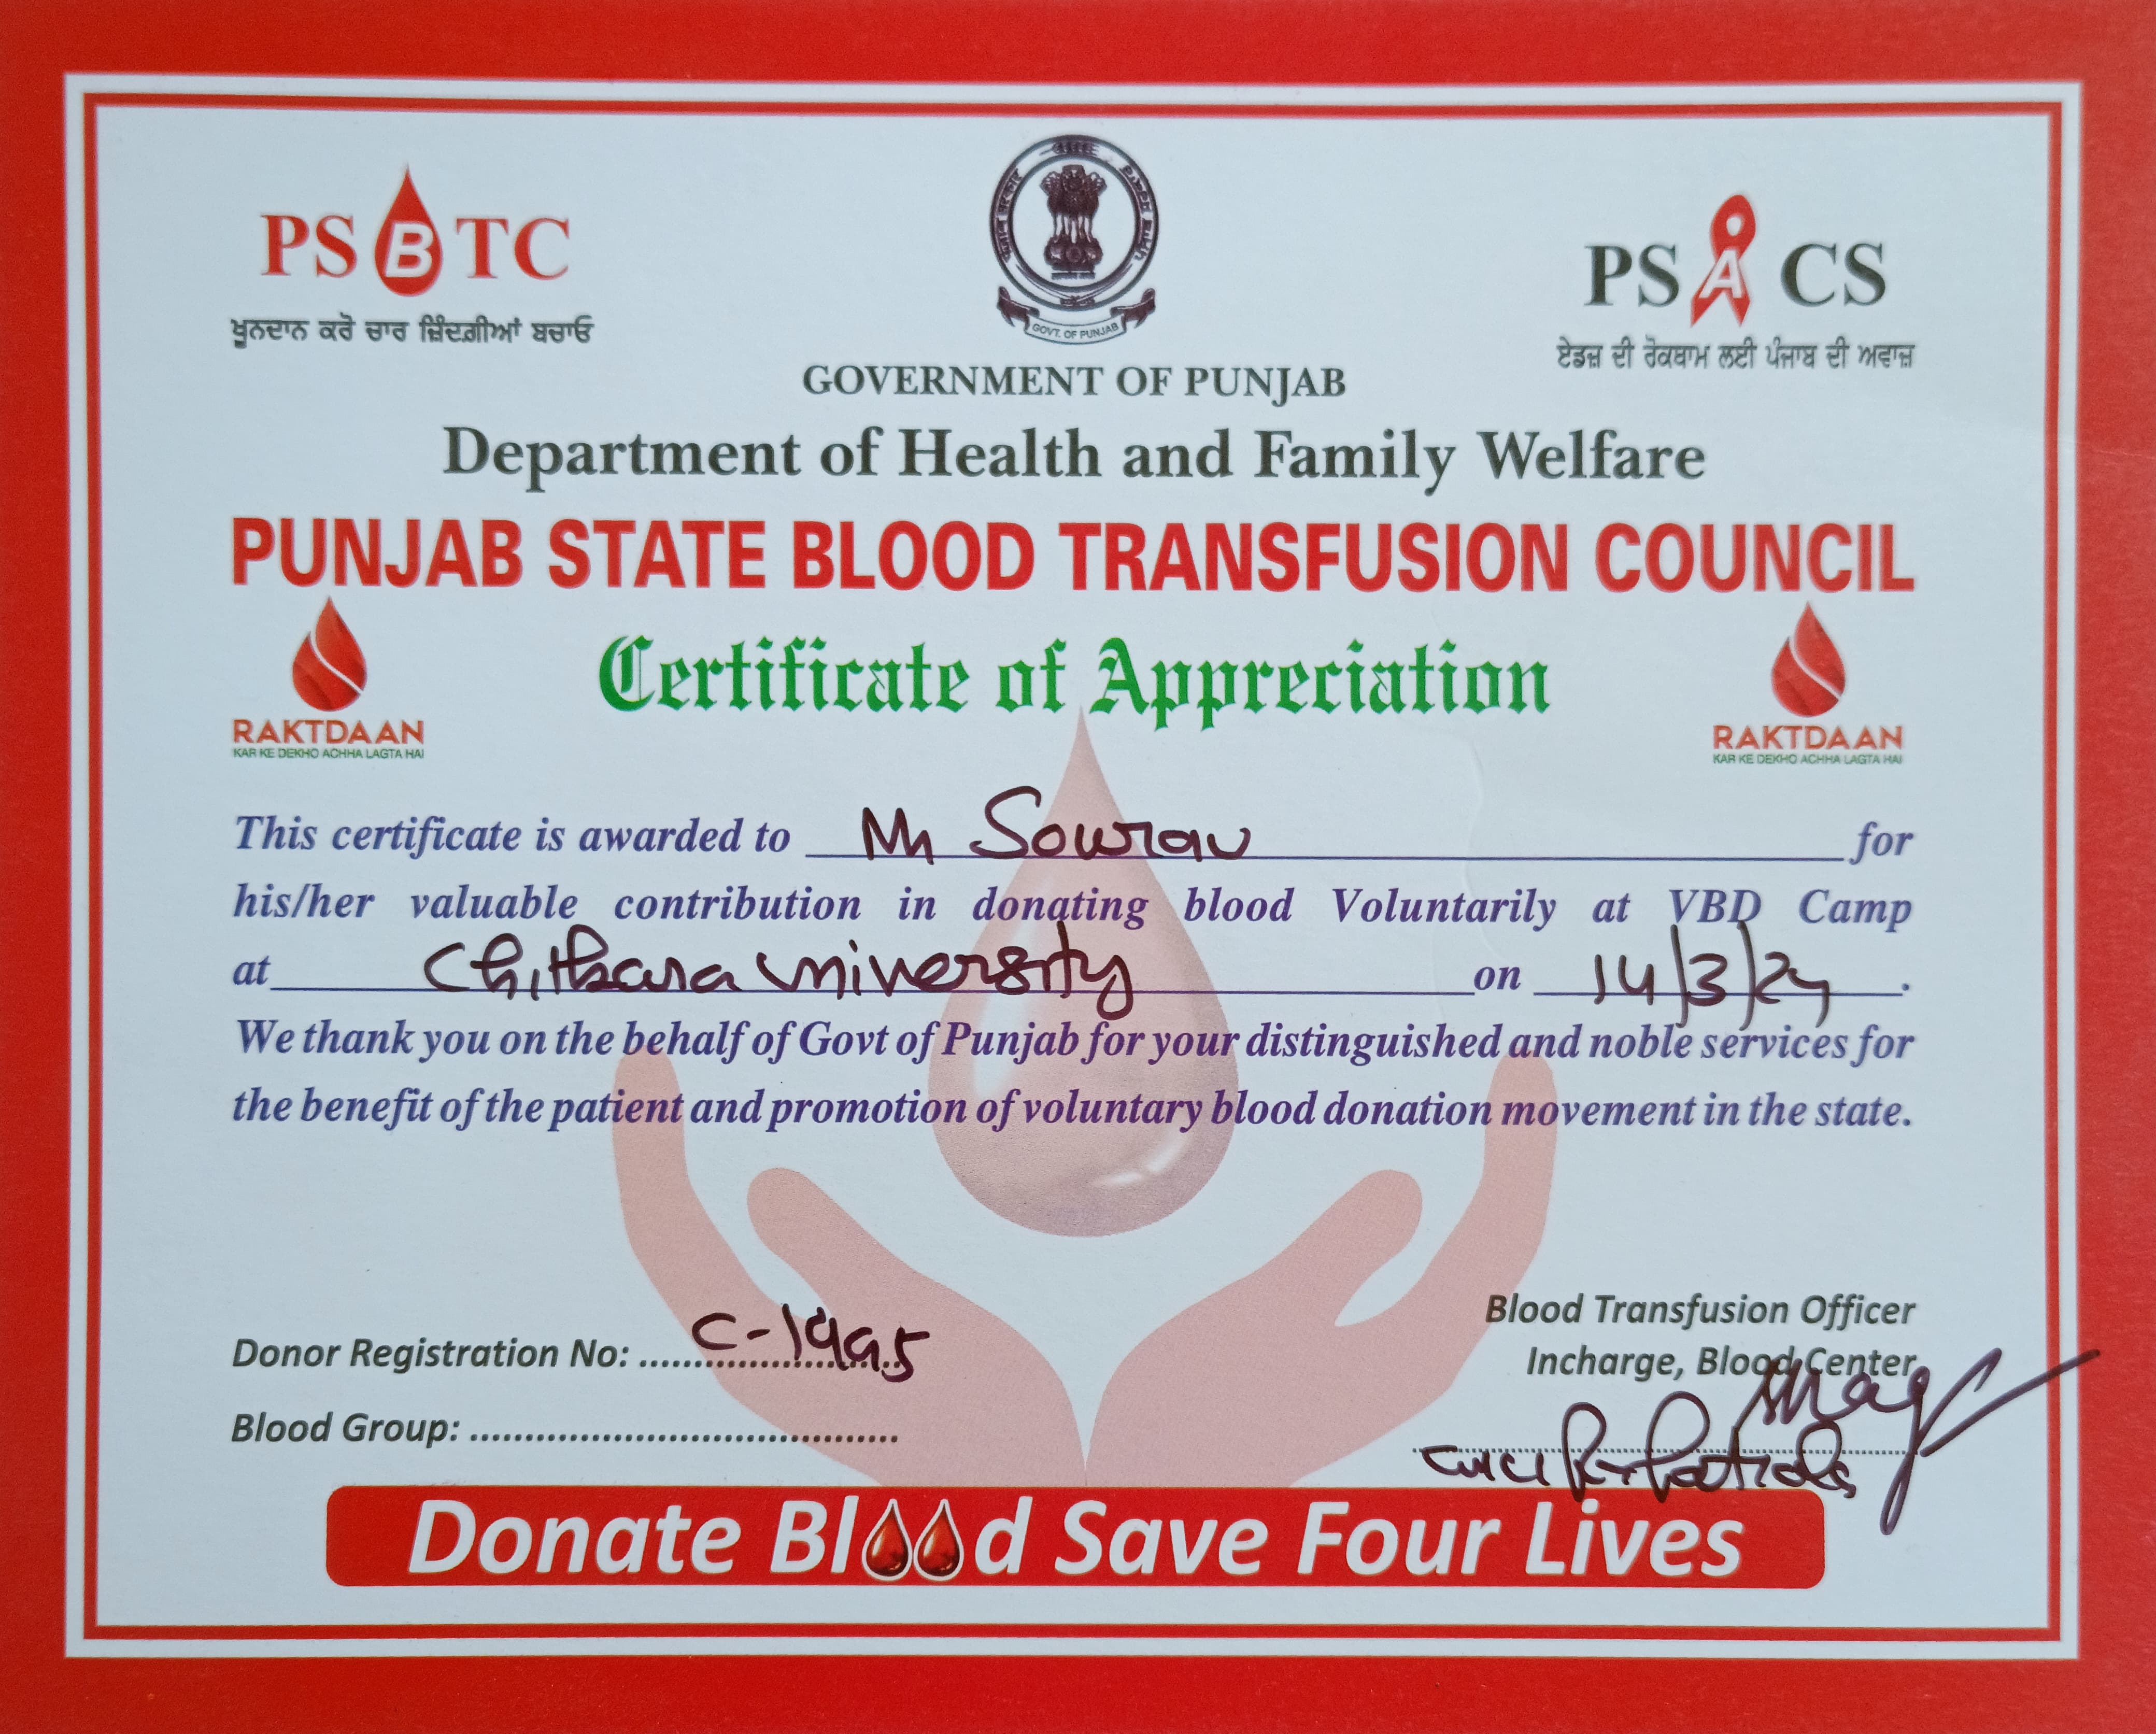 PSBTC
ਖੂਨਦਾਨ ਕਰੋ ਚਾਰ ਜ਼ਿੰਦਗੀਆਂ ਬਚਾਓ
GOVT. OF PUNJAB
PSACS
ਏਡਜ਼ ਦੀ ਰੋਕਥਾਮ ਲਈ ਪੰਜਾਬ ਦੀ ਅਵਾਜ਼
GOVERNMENT OF PUNJAB
Department of Health and Family Welfare
PUNJAB STATE BLOOD TRANSFUSION COUNCIL
Certificate of Appreciation
RAKTDAAN
KAR KE DEKHO ACHHA LAGTA HAI
RAKTDAAN
KAR KE DEKHO ACHHA LAGTA HAI
This certificate is awarded to Mr Sourav for
his/her valuable contribution in donating blood Voluntarily at VBD Camp
at Chitkara University on 14/3/24.
We thank you on the behalf of Govt of Punjab for your distinguished and noble services for
the benefit of the patient and promotion of voluntary blood donation movement in the state.
Donor Registration No: C-1995
Blood Group:
Blood Transfusion Officer
Incharge, Blood Center
Donate Blood Save Four Lives